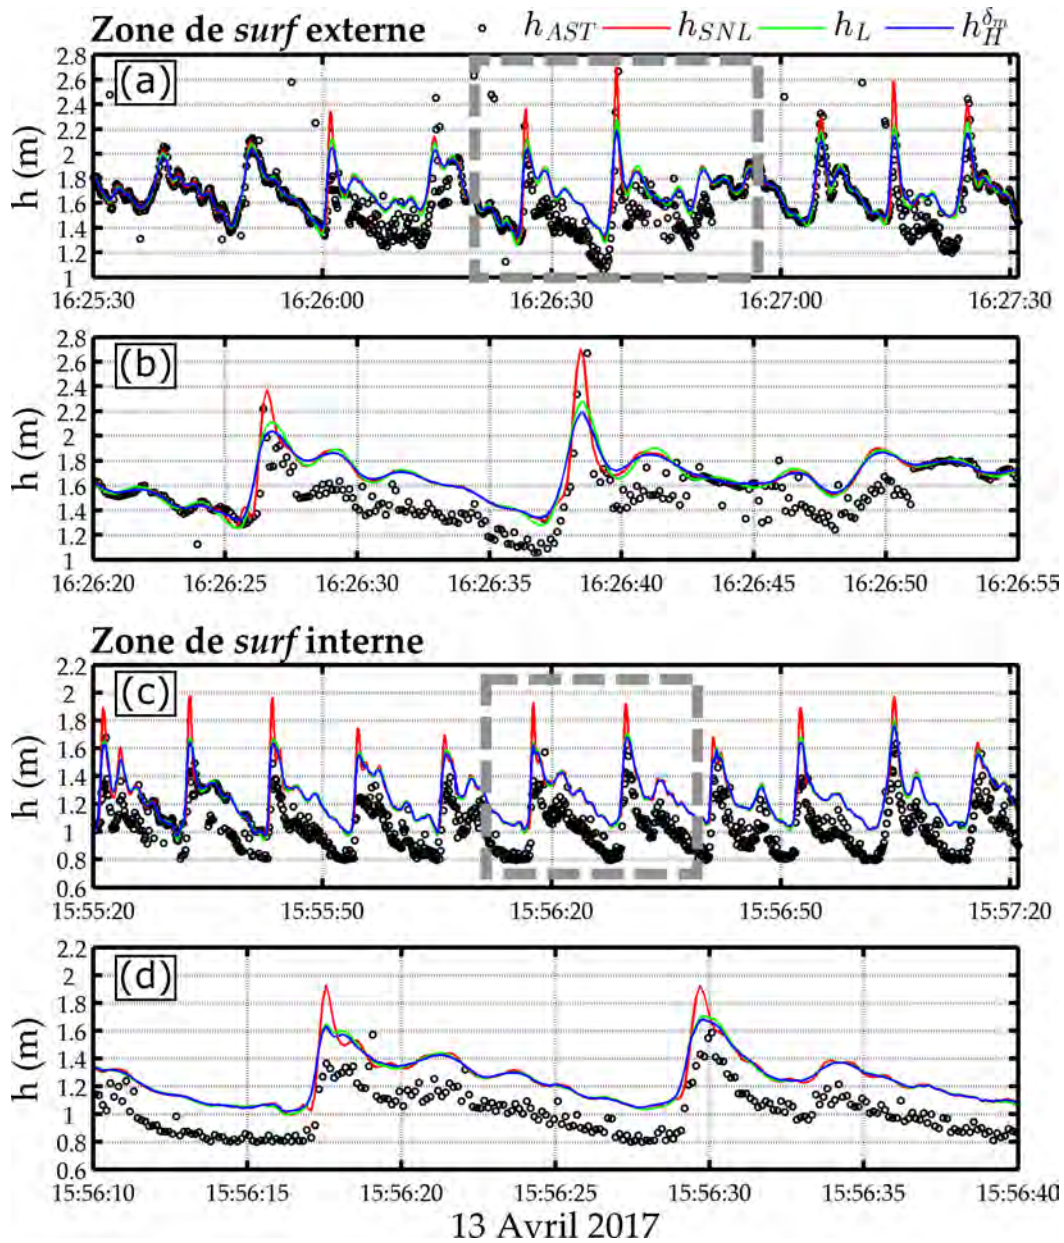 Zone de surf externe h_AST h_SNL h_L h_H^δm
(a)
h (m)
2.8
2.6
2.4
2.2
2
1.8
1.6
1.4
1.2
1
16:25:30 16:26:00 16:26:30 16:27:00 16:27:30
(b)
h (m)
2.8
2.6
2.4
2.2
2
1.8
1.6
1.4
1.2
1
16:26:20 16:26:25 16:26:30 16:26:35 16:26:40 16:26:45 16:26:50 16:26:55
Zone de surf interne
(c)
h (m)
2.2
2
1.8
1.6
1.4
1.2
1
0.8
0.6
15:55:20 15:55:50 15:56:20 15:56:50 15:57:20
(d)
h (m)
2.2
2
1.8
1.6
1.4
1.2
1
0.8
0.6
15:56:10 15:56:15 15:56:20 15:56:25 15:56:30 15:56:35 15:56:40
13 Avril 2017